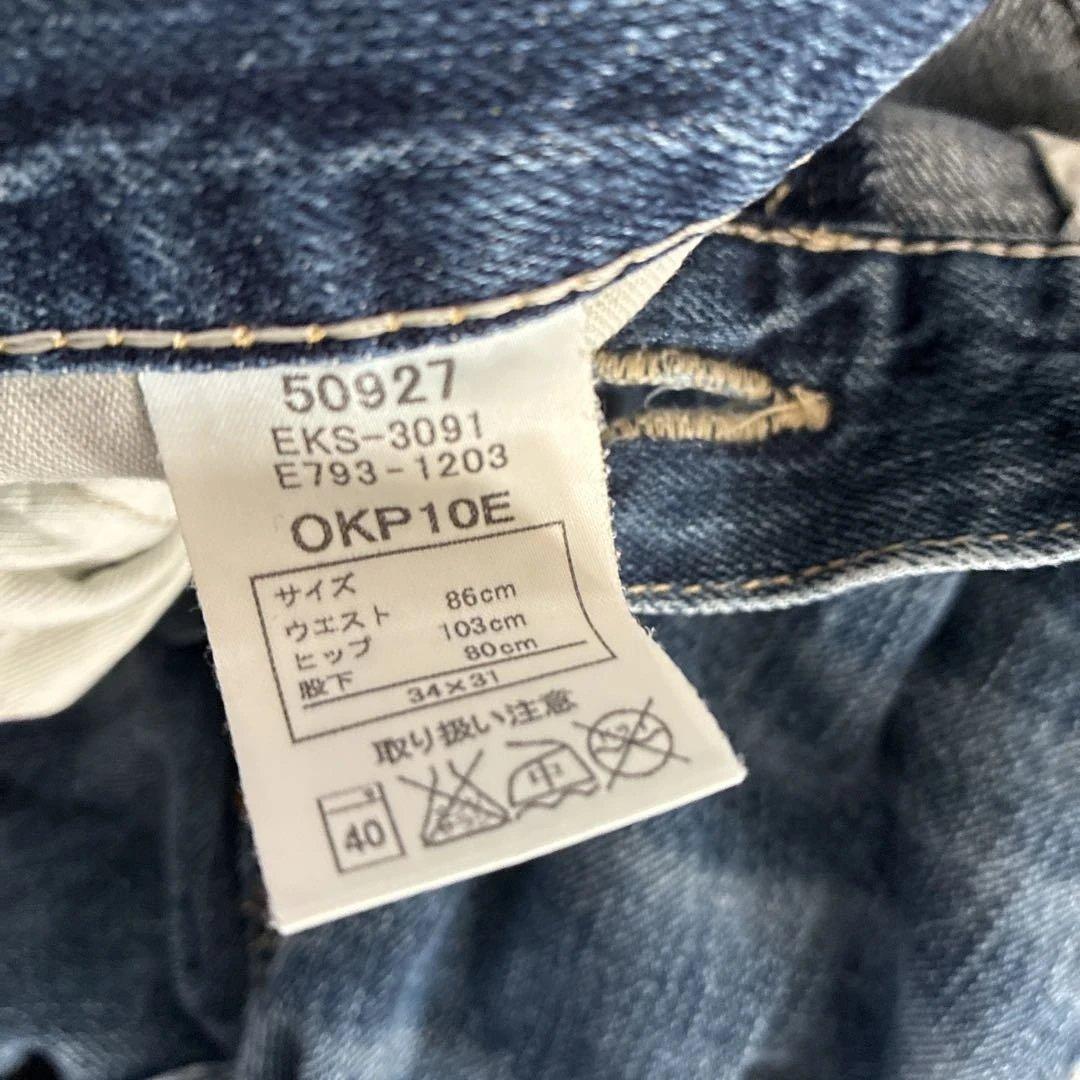 50927
EKS-3091
E793-1203
OKP10E
サイズ
ウエスト 86cm
ヒップ 103cm
股下 80cm
34×31
取り扱い注意
40
中